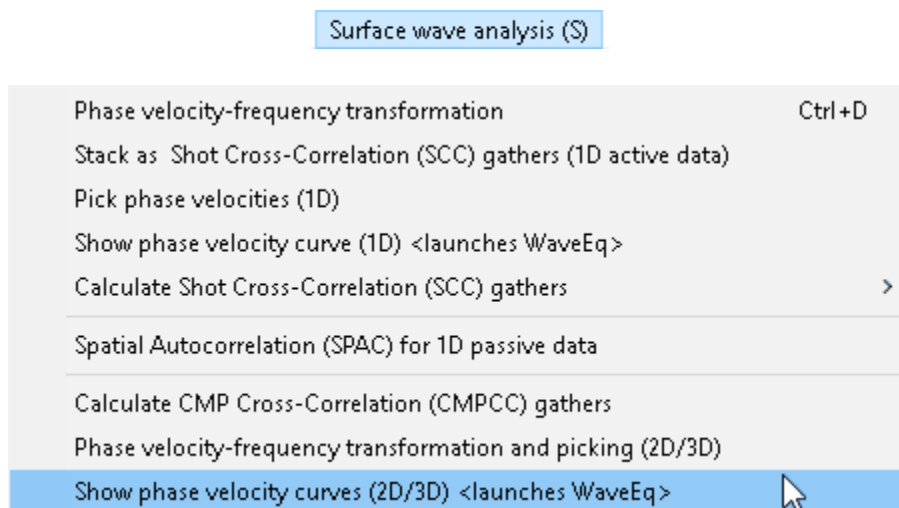 Surface wave analysis (S)
Phase velocity-frequency transformation Ctrl+D
Stack as  Shot Cross-Correlation (SCC) gathers (1D active data)
Pick phase velocities (1D)
Show phase velocity curve (1D) <launches WaveEq>
Calculate Shot Cross-Correlation (SCC) gathers >
Spatial Autocorrelation (SPAC) for 1D passive data
Calculate CMP Cross-Correlation (CMPCC) gathers
Phase velocity-frequency transformation and picking (2D/3D)
Show phase velocity curves (2D/3D) <launches WaveEq>